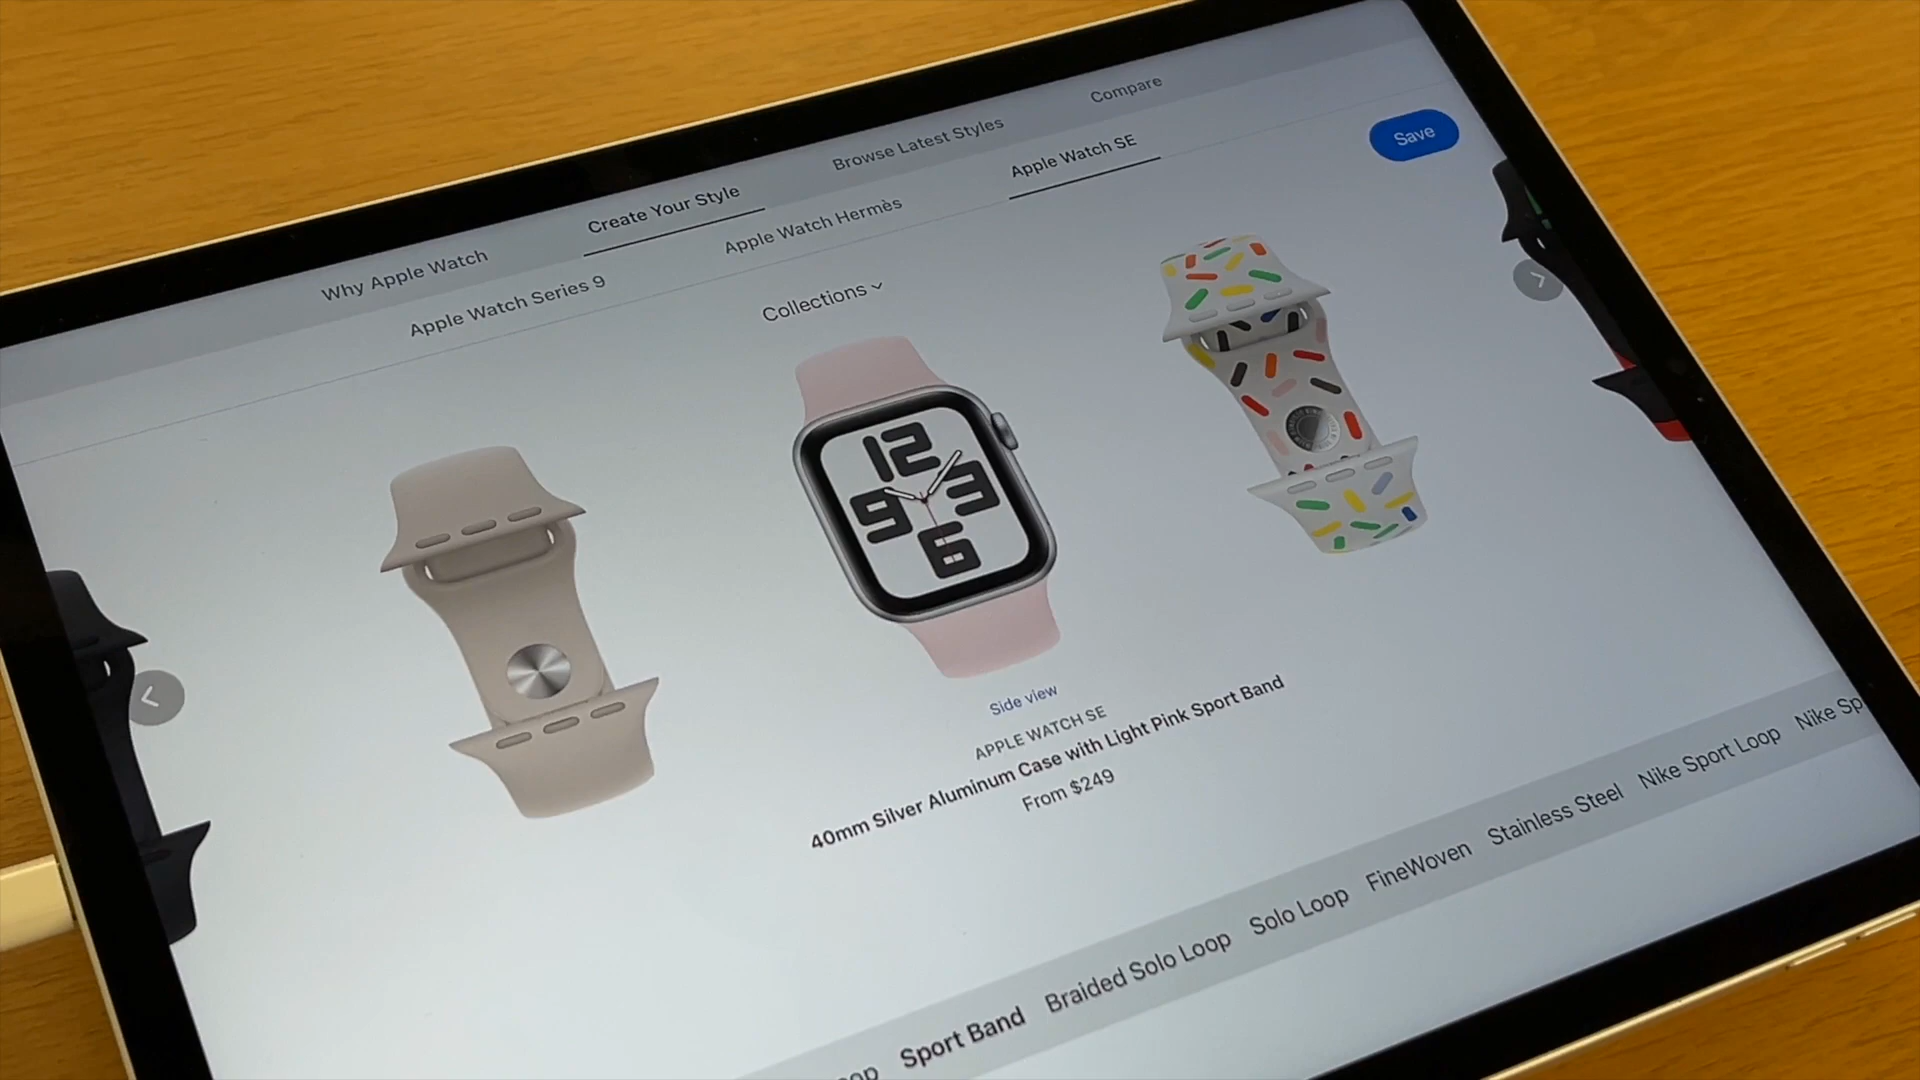 Why Apple Watch
Create Your Style
Browse Latest Styles
Compare
Apple Watch Series 9
Apple Watch Hermès
Apple Watch SE
Save
Collections
12
3
6
9
Side view
APPLE WATCH SE
40mm Silver Aluminum Case with Light Pink Sport Band
From $249
Sport Band Braided Solo Loop Solo Loop FineWoven Stainless Steel Nike Sport Loop Nike